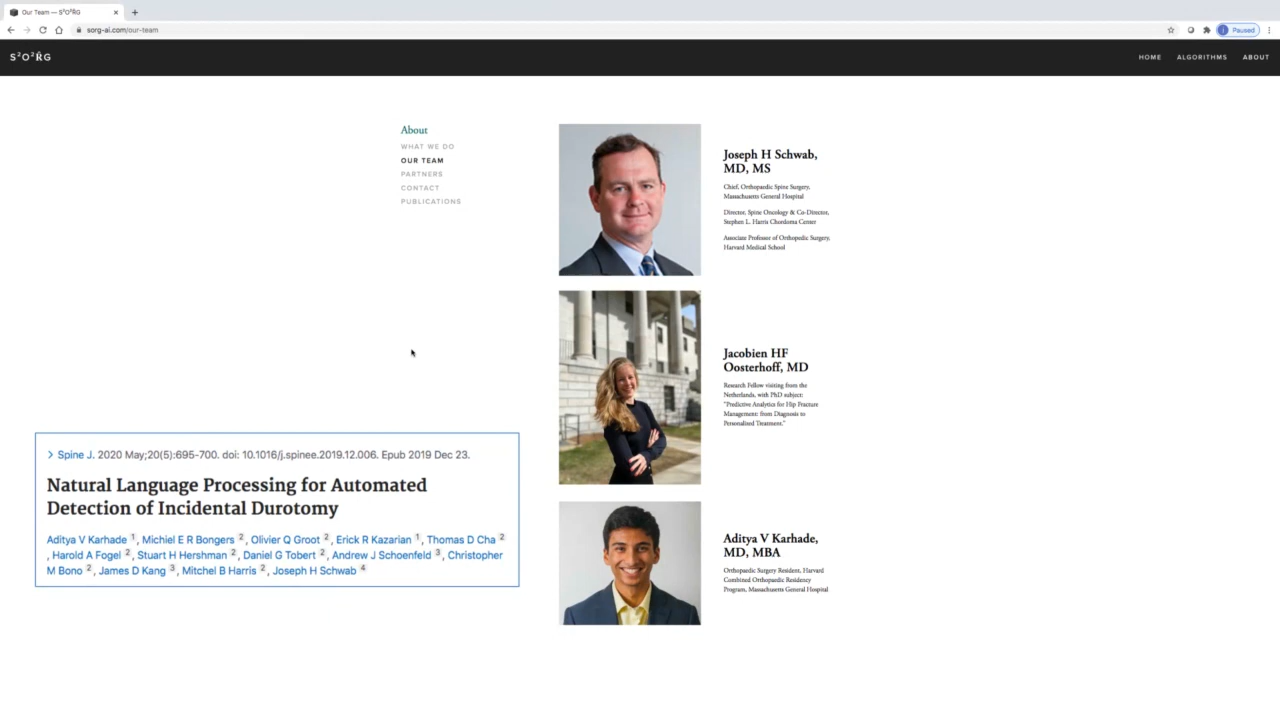 Our Team — S²O²ŘG
sorg-ai.com/our-team
Paused
S²O²ŘG
HOME ALGORITHMS ABOUT
About
WHAT WE DO
OUR TEAM
PARTNERS
CONTACT
PUBLICATIONS
Joseph H Schwab,
MD, MS
Chief, Orthopaedic Spine Surgery,
Massachusetts General Hospital
Director, Spine Oncology & Co-Director,
Stephan L. Harris Chordoma Center
Associate Professor of Orthopedic Surgery,
Harvard Medical School
Jacobien HF
Oosterhoff, MD
Research Fellow visiting from the
Netherlands, with PhD subject:
"Predictive Analytics for Hip Fracture
Management: from Diagnosis to
Personalised Treatment."
Aditya V Karhade,
MD, MBA
Orthopaedic Surgery Resident, Harvard
Combined Orthopaedic Residency
Program, Massachusetts General Hospital
> Spine J. 2020 May;20(5):695-700. doi: 10.1016/j.spinee.2019.12.006. Epub 2019 Dec 23.
Natural Language Processing for Automated
Detection of Incidental Durotomy
Aditya V Karhade 1, Michiel E R Bongers 2, Olivier Q Groot 2, Erick R Kazarian 1, Thomas D Cha 2
, Harold A Fogel 2, Stuart H Hershman 2, Daniel G Tobert 2, Andrew J Schoenfeld 3, Christopher
M Bono 2, James D Kang 3, Mitchel B Harris 2, Joseph H Schwab 4